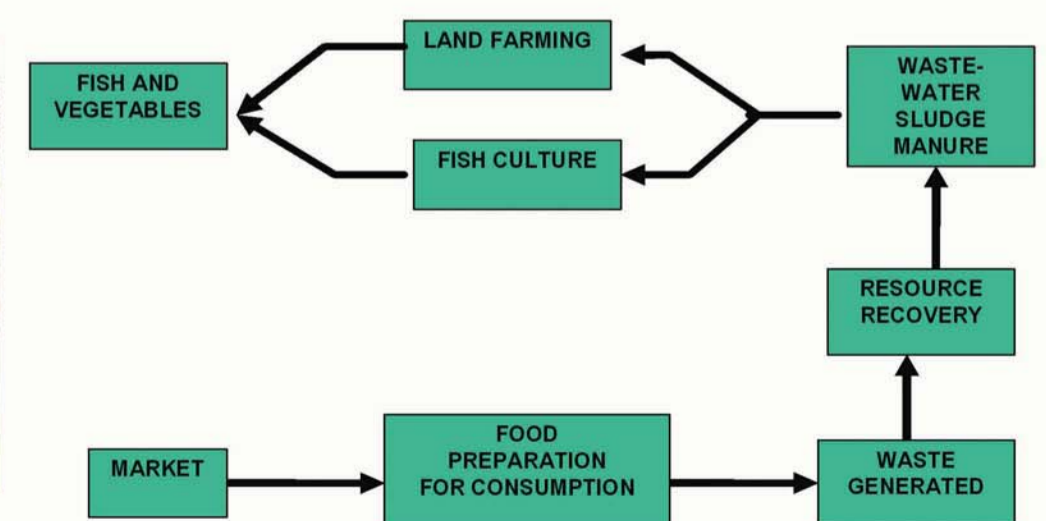 LAND FARMING
FISH AND
VEGETABLES
WASTE-
WATER
SLUDGE
MANURE
FISH CULTURE
RESOURCE
RECOVERY
MARKET
FOOD
PREPARATION
FOR CONSUMPTION
WASTE
GENERATED